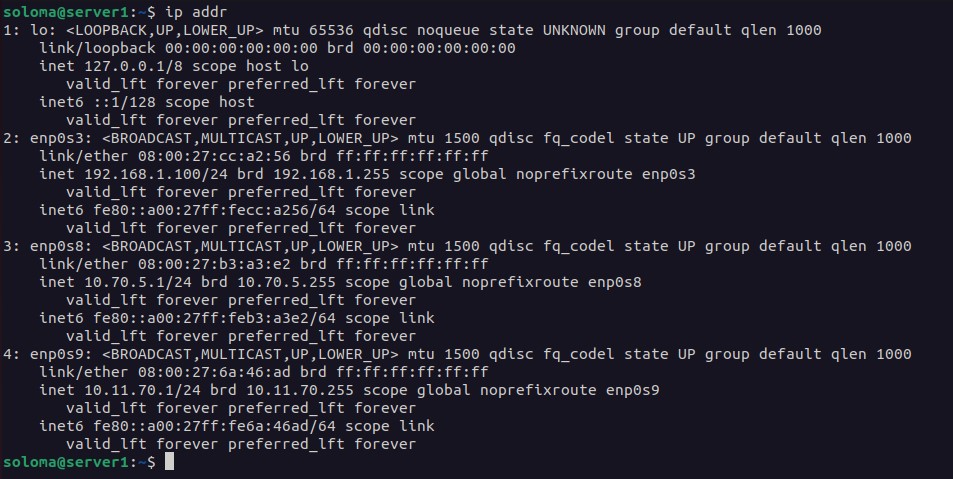 soloma@server1:~$ ip addr
1: lo: <LOOPBACK,UP,LOWER_UP> mtu 65536 qdisc noqueue state UNKNOWN group default qlen 1000
    link/loopback 00:00:00:00:00:00 brd 00:00:00:00:00:00
    inet 127.0.0.1/8 scope host lo
       valid_lft forever preferred_lft forever
    inet6 ::1/128 scope host
       valid_lft forever preferred_lft forever
2: enp0s3: <BROADCAST,MULTICAST,UP,LOWER_UP> mtu 1500 qdisc fq_codel state UP group default qlen 1000
    link/ether 08:00:27:cc:a2:56 brd ff:ff:ff:ff:ff:ff
    inet 192.168.1.100/24 brd 192.168.1.255 scope global noprefixroute enp0s3
       valid_lft forever preferred_lft forever
    inet6 fe80::a00:27ff:fecc:a256/64 scope link
       valid_lft forever preferred_lft forever
3: enp0s8: <BROADCAST,MULTICAST,UP,LOWER_UP> mtu 1500 qdisc fq_codel state UP group default qlen 1000
    link/ether 08:00:27:b3:a3:e2 brd ff:ff:ff:ff:ff:ff
    inet 10.70.5.1/24 brd 10.70.5.255 scope global noprefixroute enp0s8
       valid_lft forever preferred_lft forever
    inet6 fe80::a00:27ff:feb3:a3e2/64 scope link
       valid_lft forever preferred_lft forever
4: enp0s9: <BROADCAST,MULTICAST,UP,LOWER_UP> mtu 1500 qdisc fq_codel state UP group default qlen 1000
    link/ether 08:00:27:6a:46:ad brd ff:ff:ff:ff:ff:ff
    inet 10.11.70.1/24 brd 10.11.70.255 scope global noprefixroute enp0s9
       valid_lft forever preferred_lft forever
    inet6 fe80::a00:27ff:fe6a:46ad/64 scope link
       valid_lft forever preferred_lft forever
soloma@server1:~$